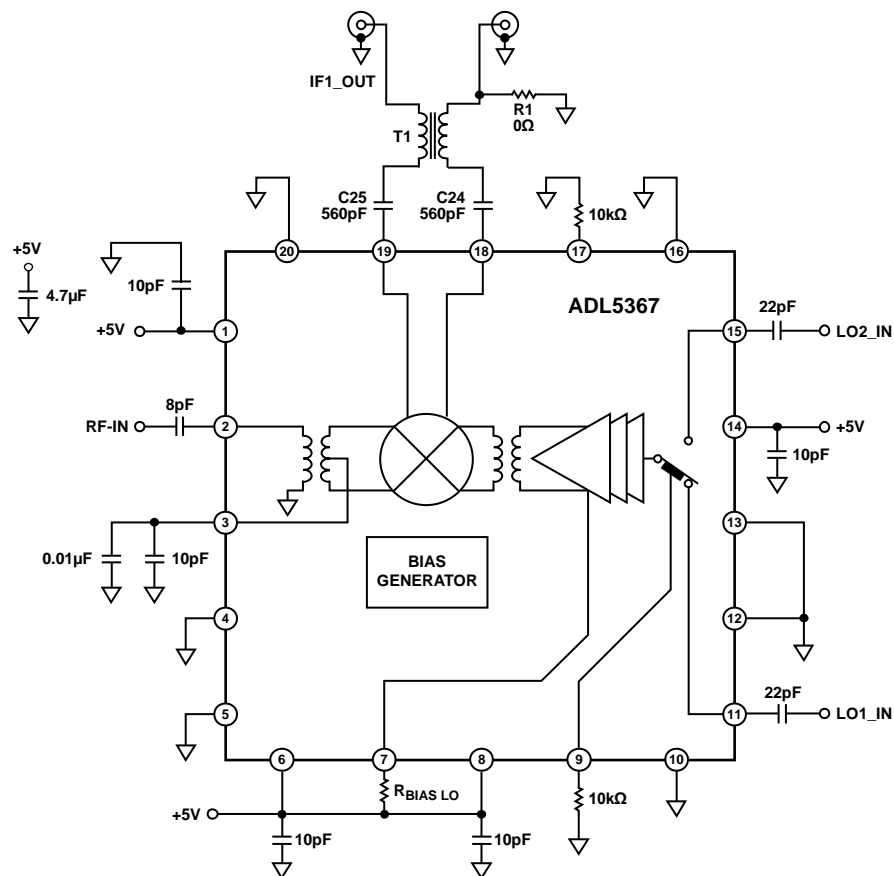 IF1_OUT
R1
0Ω
T1
C25
560pF
C24
560pF
10kΩ
20
19
18
17
16
+5V
4.7µF
10pF
+5V
1
ADL5367
22pF
15
LO2_IN
8pF
RF-IN
2
14
+5V
10pF
3
13
0.01µF
10pF
BIAS
GENERATOR
4
12
5
22pF
11
LO1_IN
6
7
8
9
10
+5V
RBIAS LO
10kΩ
10pF
10pF